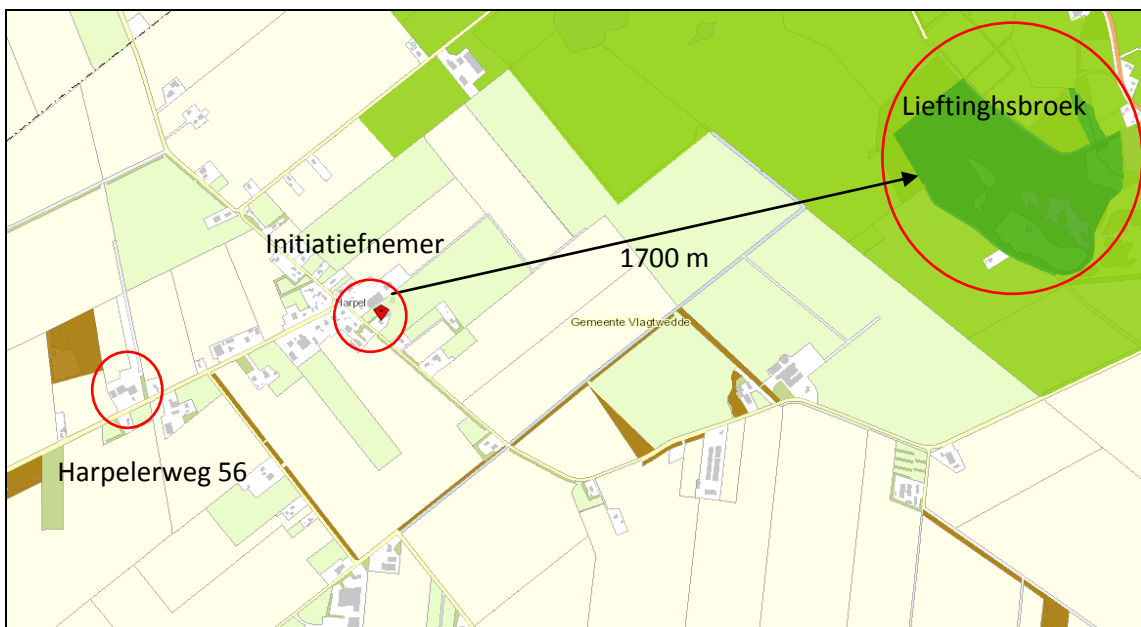 Lieftinghsbroek
Initiatiefnemer
1700 m
Harpel
Gemeente Vlagtwedde
Harpelerweg 56